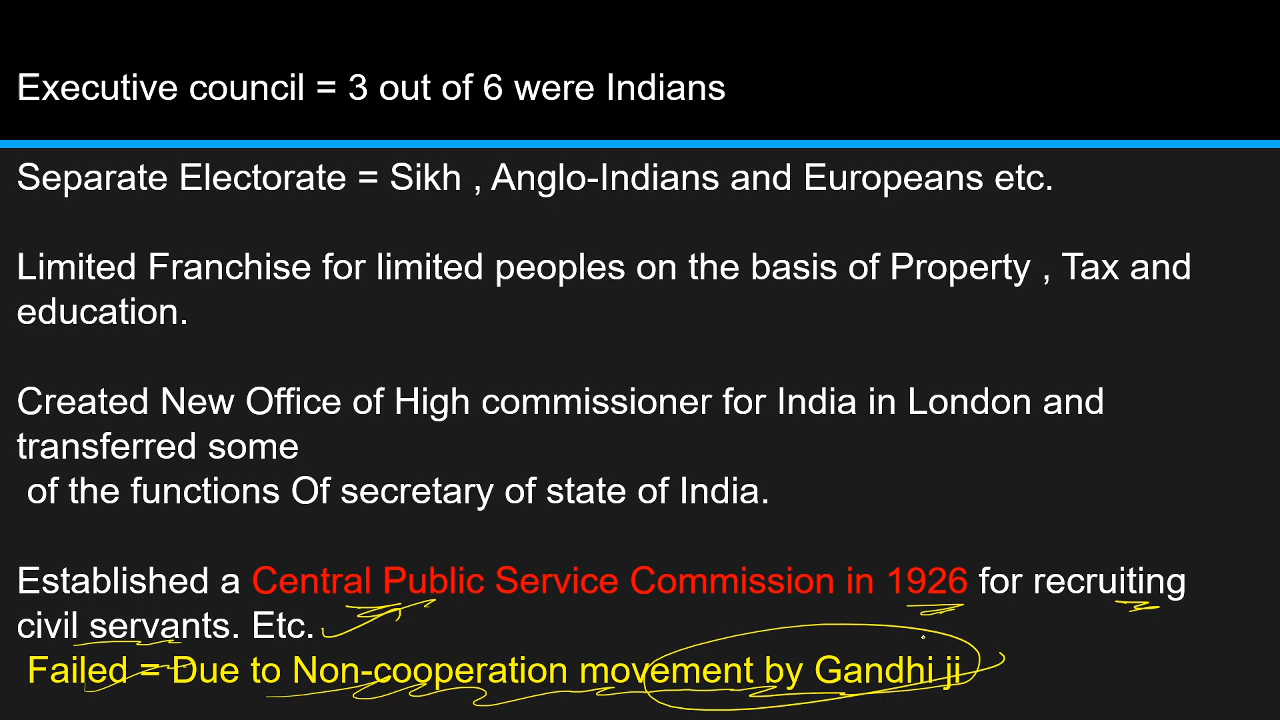 Executive council = 3 out of 6 were Indians
Separate Electorate = Sikh , Anglo-Indians and Europeans etc.
Limited Franchise for limited peoples on the basis of Property , Tax and
education.
Created New Office of High commissioner for India in London and
transferred some
of the functions Of secretary of state of India.
Established a Central Public Service Commission in 1926 for recruiting
civil servants. Etc.
Failed = Due to Non-cooperation movement by Gandhi ji